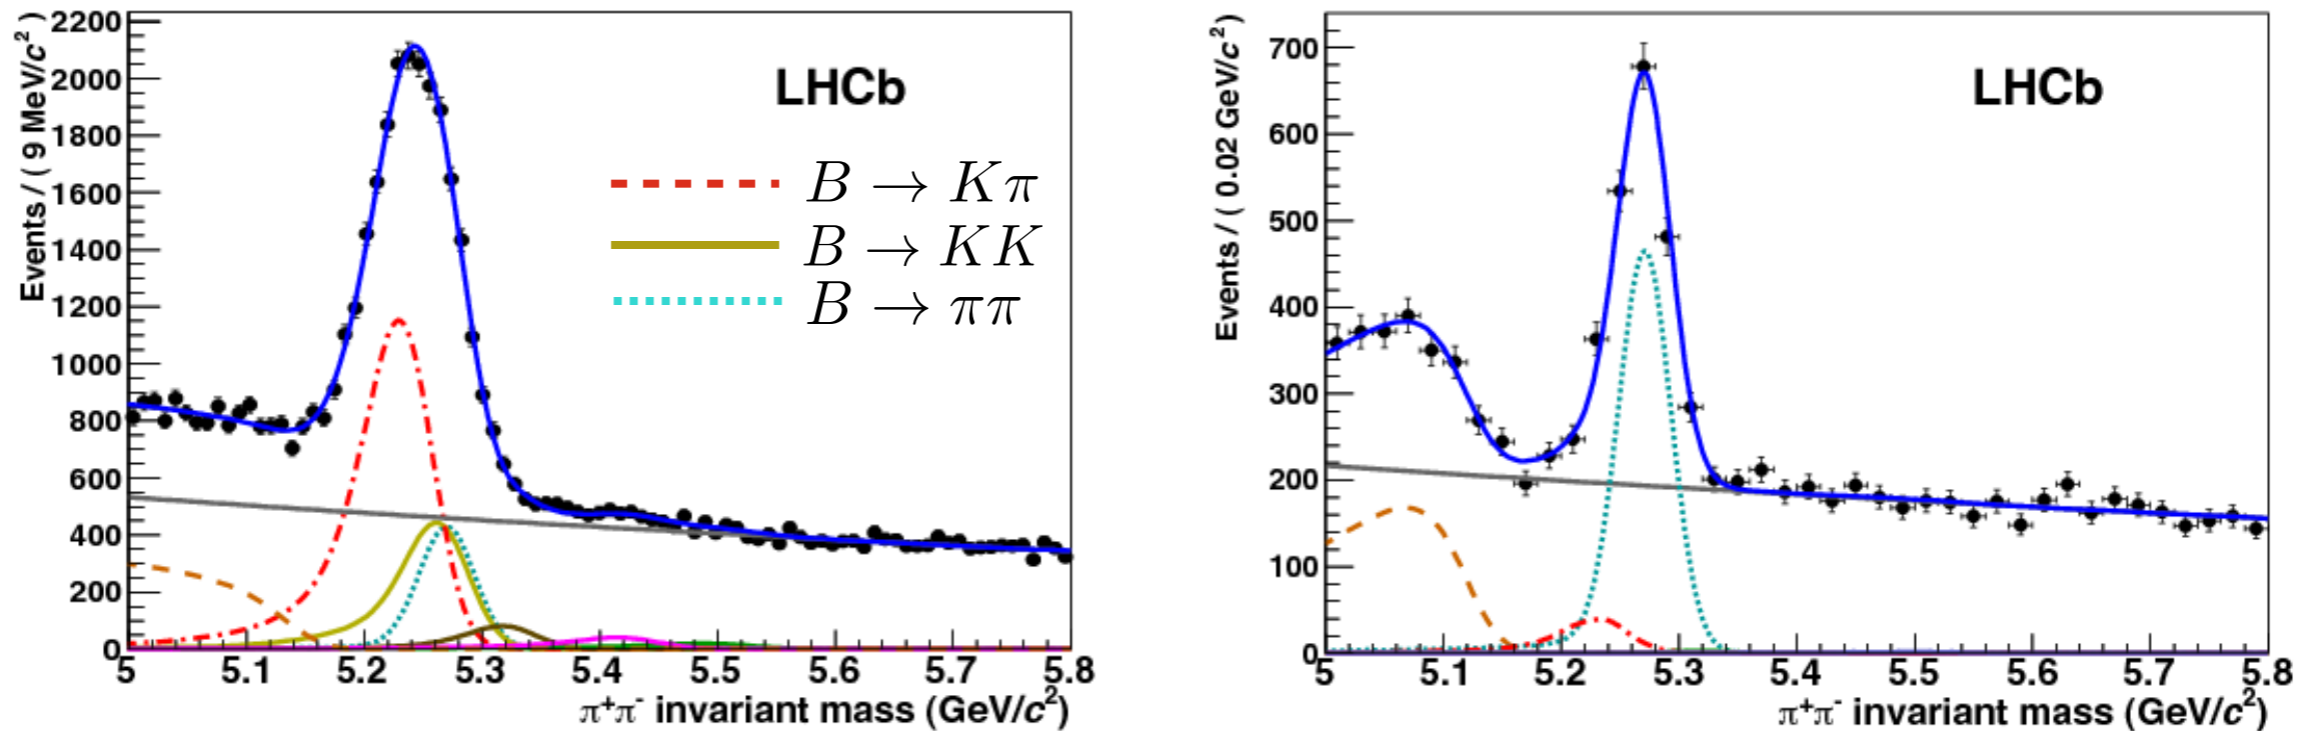 Events / ( 9 MeV/c²)
2200
2000
1800
1600
1400
1200
1000
800
600
400
200
0
LHCb
B → Kπ
B → KK
B → ππ
5 5.1 5.2 5.3 5.4 5.5 5.6 5.7 5.8
π⁺π⁻ invariant mass (GeV/c²)
Events / ( 0.02 GeV/c²)
700
600
500
400
300
200
100
0
LHCb
5 5.1 5.2 5.3 5.4 5.5 5.6 5.7 5.8
π⁺π⁻ invariant mass (GeV/c²)